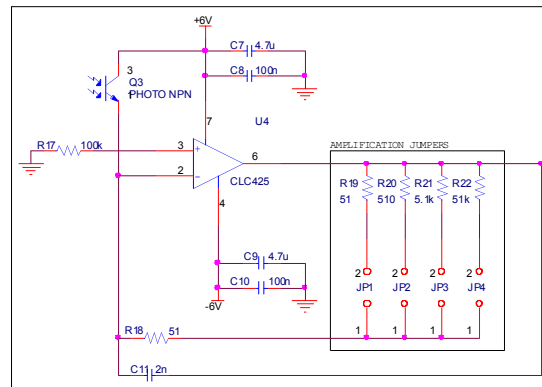 +6V
C7 4.7u
3
C8 100n
Q3
1
PHOTO NPN
7
U4
AMPLIFICATION JUMPERS
R17 100k
3
+
6
2
-
CLC425
R19 R20 R21 R22
51 510 5.1k 51k
4
C9 4.7u
2 2 2 2
C10 100n
JP1 JP2 JP3 JP4
-6V
R18 51
1 1 1 1
C11 2n